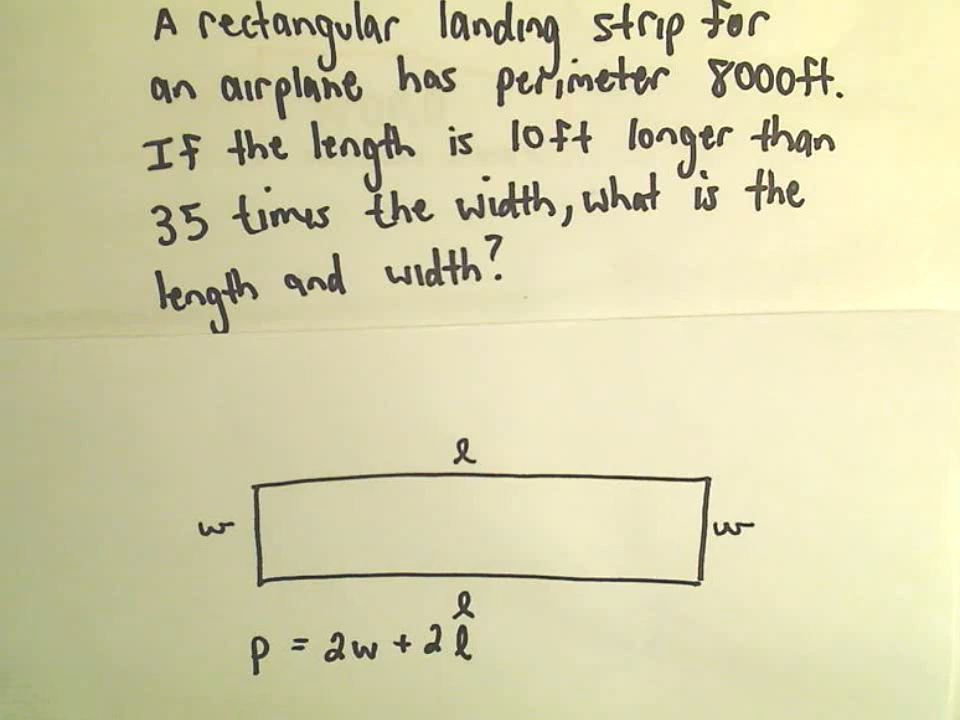 A rectangular landing strip for
an airplane has perimeter 8000ft.
If the length is 10ft longer than
35 times the width, what is the
length and width?
l
w
w
l
P = 2w + 2l